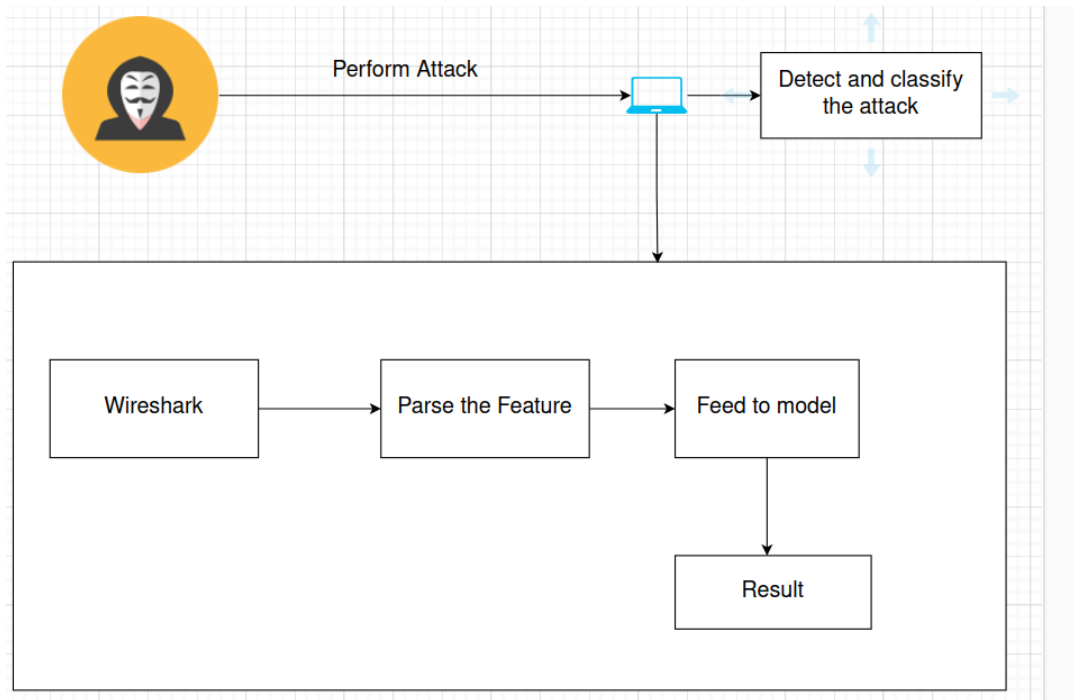 Perform Attack
Detect and classify
the attack
Wireshark
Parse the Feature
Feed to model
Result